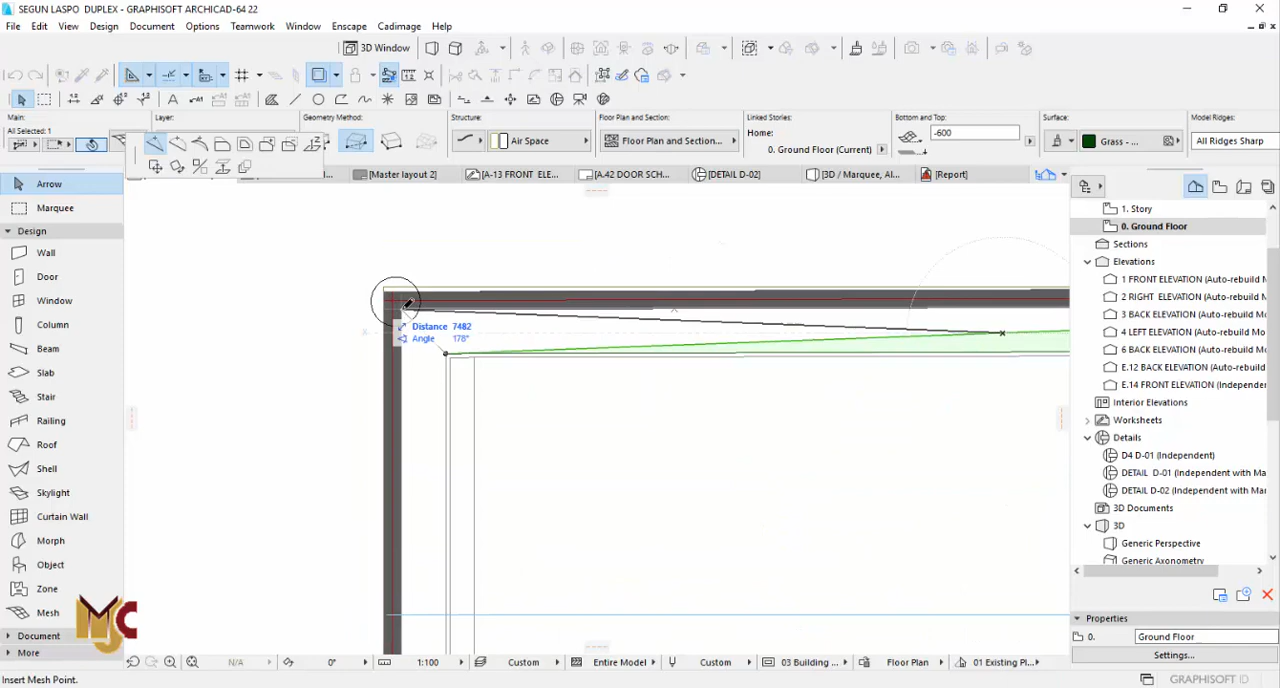 SEGUN LASPO DUPLEX - GRAPHISOFT ARCHICAD-64 22
File Edit View Design Document Options Teamwork Window Enscape Cadimage Help
3D Window
Main: Layer: Geometry Method: Structure: Floor Plan and Section: Linked Stories: Bottom and Top: Surface: Model Ridges:
All Selected: 1
Air Space
Floor Plan and Section...
Home:
0. Ground Floor (Current)
-600
Grass - ...
All Ridges Sharp
[Master layout 2] [A-13 FRONT ELE... [A.42 DOOR SCH... [DETAIL D-02] [3D / Marquee, Al... [Report]
Arrow
Marquee
Design
Wall
Door
Window
Column
Beam
Slab
Stair
Railing
Roof
Shell
Skylight
Curtain Wall
Morph
Object
Zone
Mesh
Document
More
MJC
Distance 7482
Angle 178°
1. Story
0. Ground Floor
Sections
Elevations
1 FRONT ELEVATION (Auto-rebuild Mo
2 RIGHT ELEVATION (Auto-rebuild Mo
3 BACK ELEVATION (Auto-rebuild Mo
4 LEFT ELEVATION (Auto-rebuild Mo
6 BACK ELEVATION (Auto-rebuild Mo
E.12 BACK ELEVATION (Auto-rebuild
E.14 FRONT ELEVATION (Independer
Interior Elevations
Worksheets
Details
D4 D-01 (Independent)
DETAIL D-01 (Independent with Mar
DETAIL D-02 (Independent with Mar
3D Documents
3D
Generic Perspective
Generic Axonometry
Properties
0. Ground Floor
Settings...
N/A 0° 1:100 Custom Entire Model Custom 03 Building ... Floor Plan 01 Existing Pl...
Insert Mesh Point.
GRAPHISOFT ID